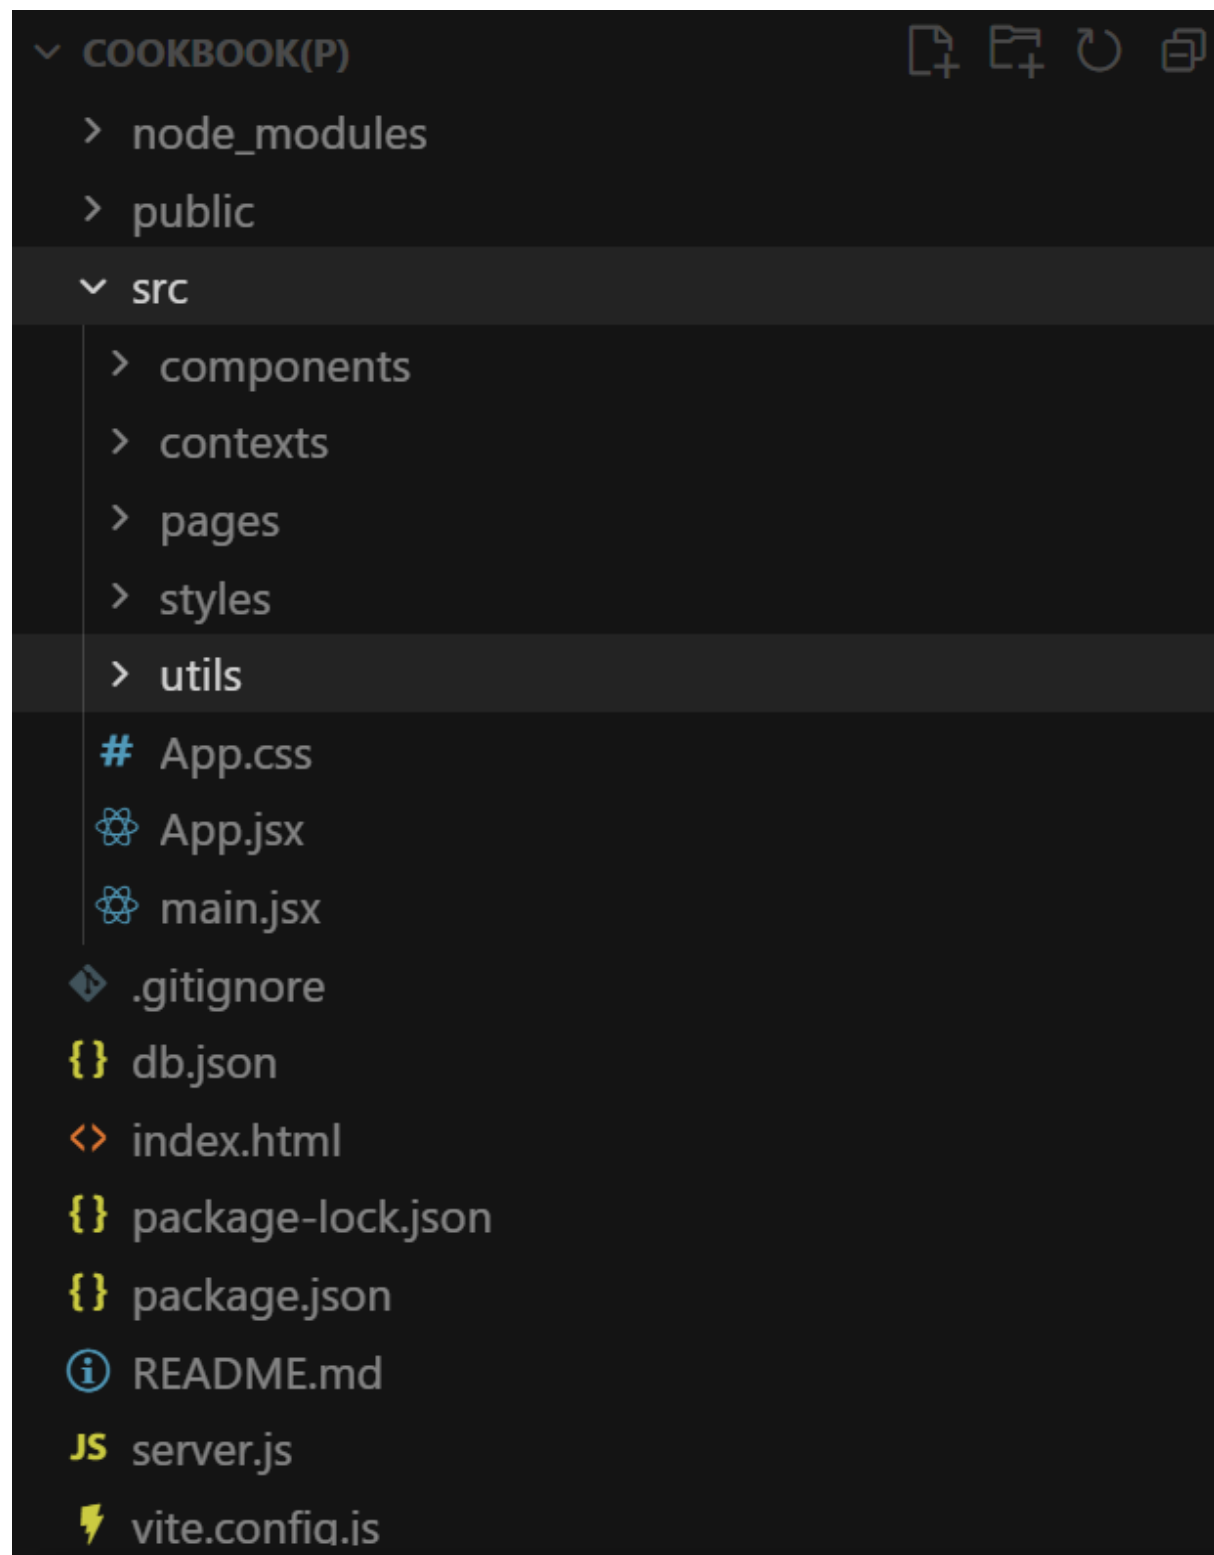 COOKBOOK(P)
node_modules
public
src
components
contexts
pages
styles
utils
# App.css
App.jsx
main.jsx
.gitignore
{} db.json
<> index.html
{} package-lock.json
{} package.json
README.md
JS server.js
vite.config.js